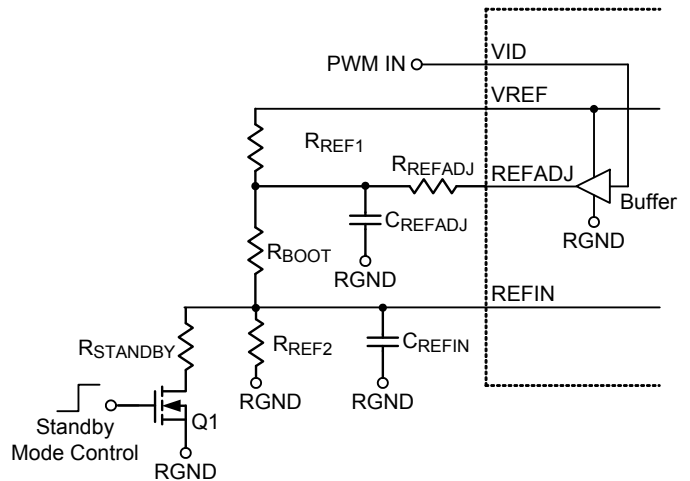 PWM IN
VID
VREF
RREF1
RREFADJ
REFADJ
Buffer
CREFADJ
RGND
RGND
RBOOT
REFIN
RSTANDBY
RREF2
CREFIN
RGND
RGND
Q1
Standby
Mode Control
RGND